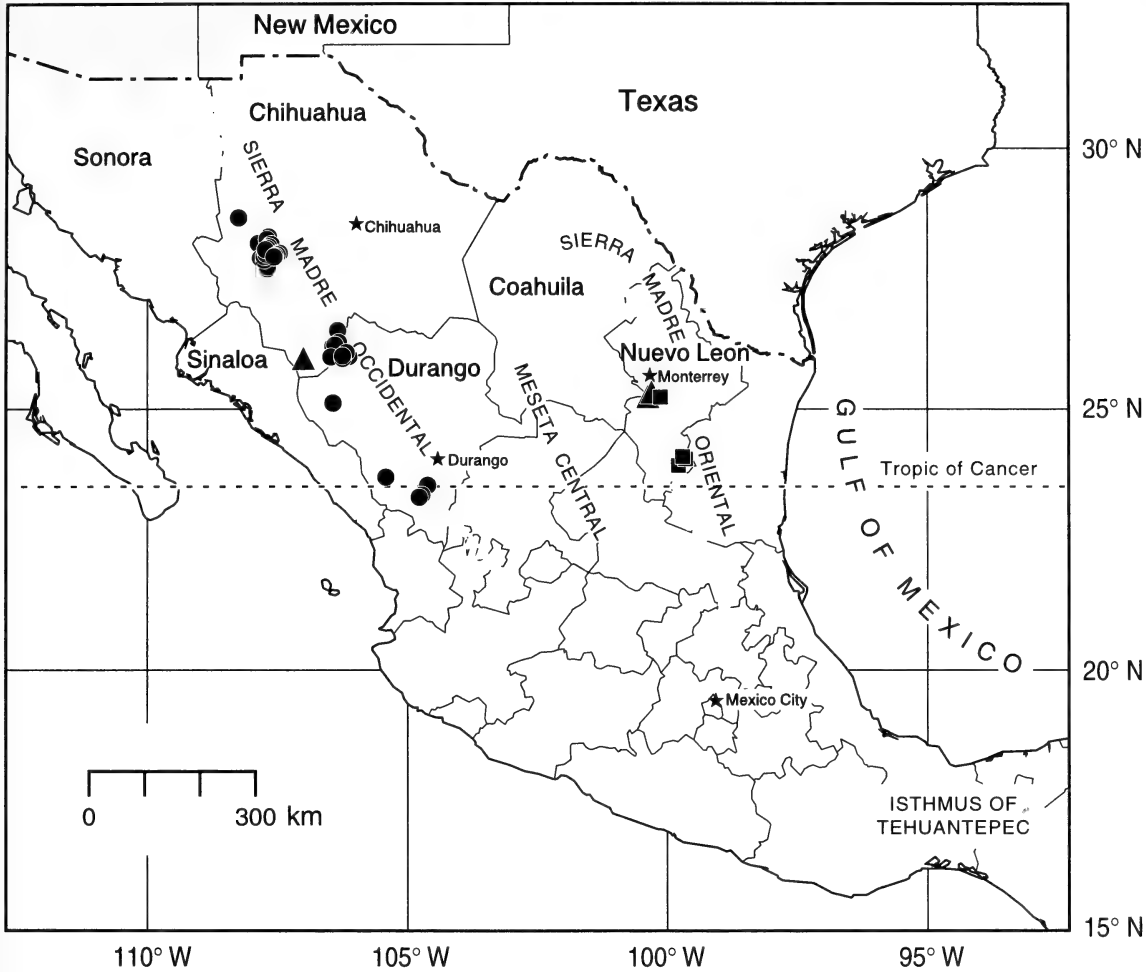 New Mexico
Texas
Chihuahua
Sonora
30° N
SIERRA
MADRE
OCCIDENTAL
Chihuahua
SIERRA
MADRE
ORIENTAL
Coahuila
Sinaloa
Durango
Nuevo Leon
Monterrey
MESETA CENTRAL
25° N
GULF OF MEXICO
Durango
Tropic of Cancer
20° N
Mexico City
0 300 km
ISTHMUS OF
TEHUANTEPEC
15° N
110° W 105° W 100° W 95° W